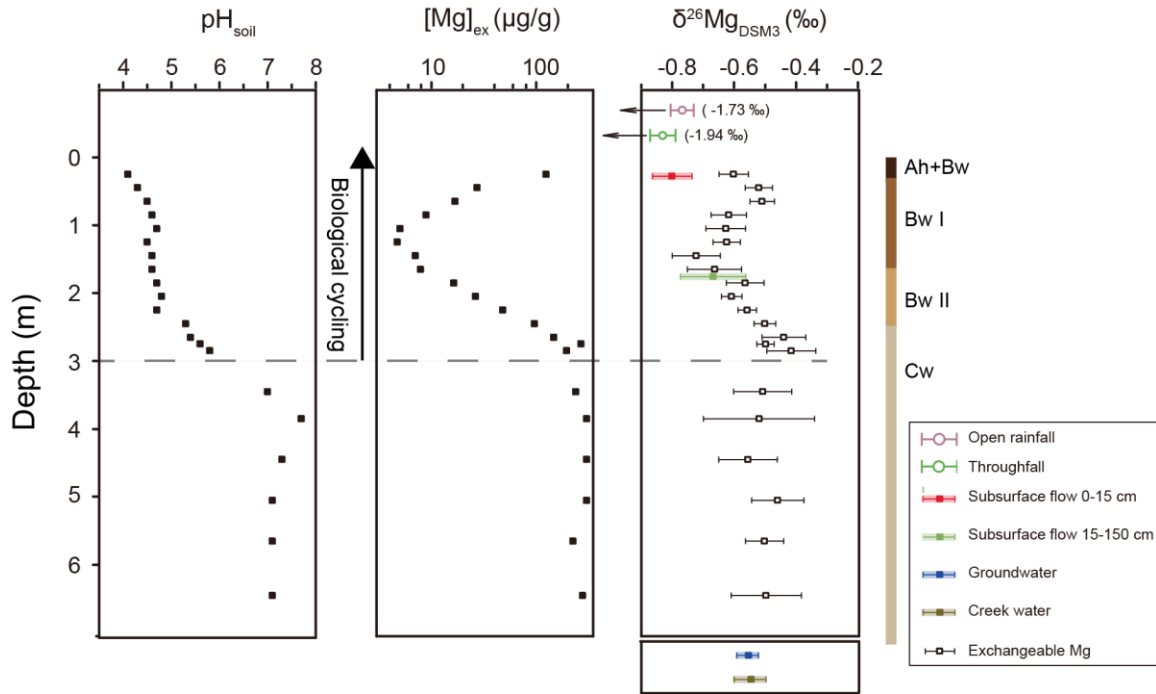 pH soil
[Mg]ex (µg/g)
δ26MgDSM3 (‰)
4 5 6 7 8
10 100
-0.8 -0.6 -0.4 -0.2
( -1.73 ‰)
(-1.94 ‰)
Depth (m)
0
1
2
3
4
5
6
Biological cycling
Ah+Bw
Bw I
Bw II
Cw
Open rainfall
Throughfall
Subsurface flow 0-15 cm
Subsurface flow 15-150 cm
Groundwater
Creek water
Exchangeable Mg